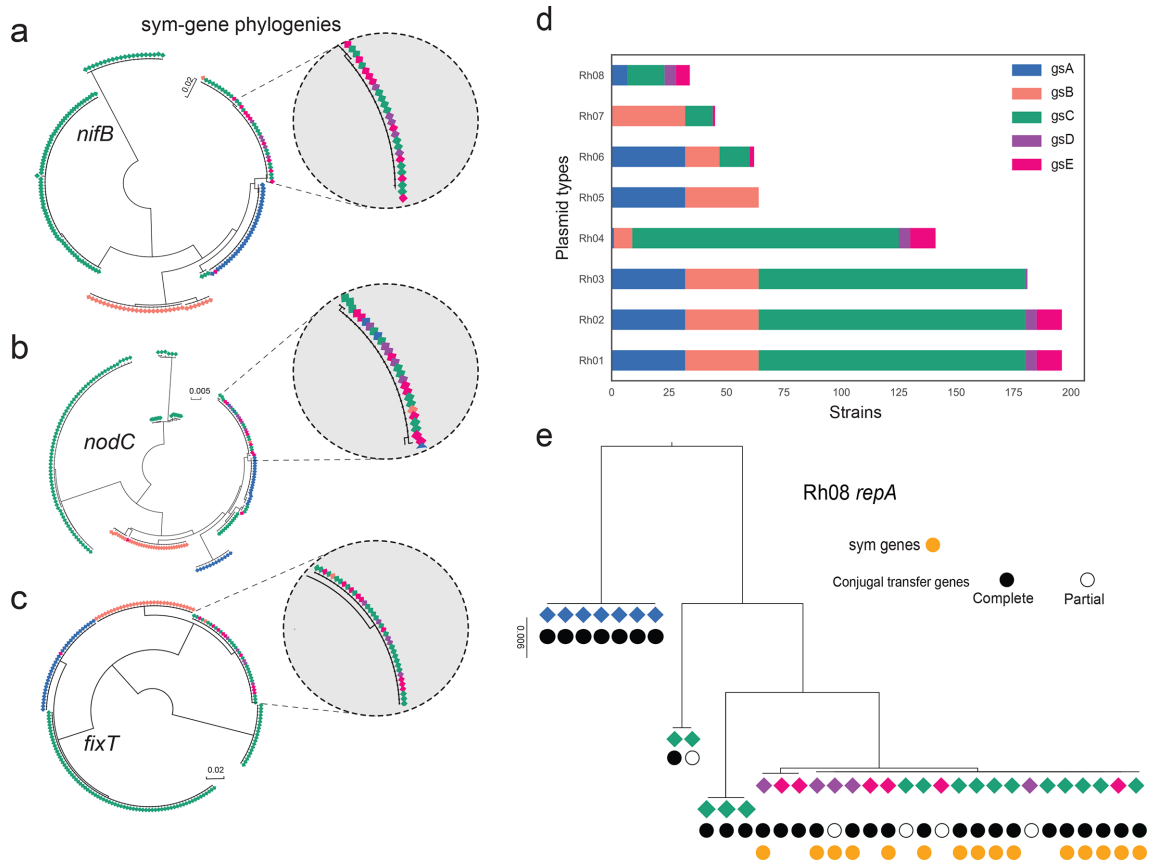 a
sym-gene phylogenies
0.02
nifB
b
0.005
nodC
c
fixT
0.02
d
Plasmid types
Rh08
Rh07
Rh06
Rh05
Rh04
Rh03
Rh02
Rh01
gsA
gsB
gsC
gsD
gsE
0 25 50 75 100 125 150 175 200
Strains
e
Rh08 repA
sym genes
Conjugal transfer genes
Complete
Partial
0.006